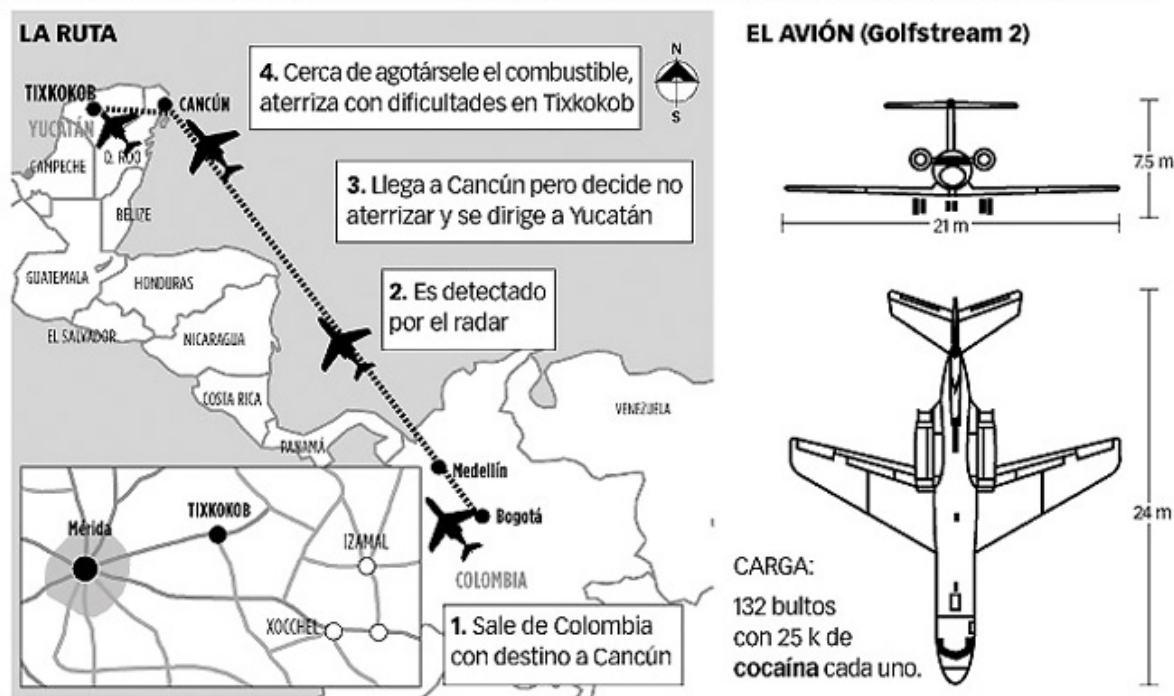 LA RUTA
4. Cerca de agotársele el combustible,
aterriza con dificultades en Tixkokob
N
S
TIXKOKOB
CANCÚN
YUCATÁN
CAMPECHE
Q. ROO
BELIZE
3. Llega a Cancún pero decide no
aterrizar y se dirige a Yucatán
GUATEMALA
HONDURAS
2. Es detectado
por el radar
EL SALVADOR
NICARAGUA
COSTA RICA
PANAMÁ
VENEZUELA
Medellín
Bogotá
COLOMBIA
1. Sale de Colombia
con destino a Cancún
Mérida
TIXKOKOB
IZAMAL
XOCCHEL
EL AVIÓN (Golfstream 2)
7.5 m
21 m
24 m
CARGA:
132 bultos
con 25 k de
cocaína cada uno.